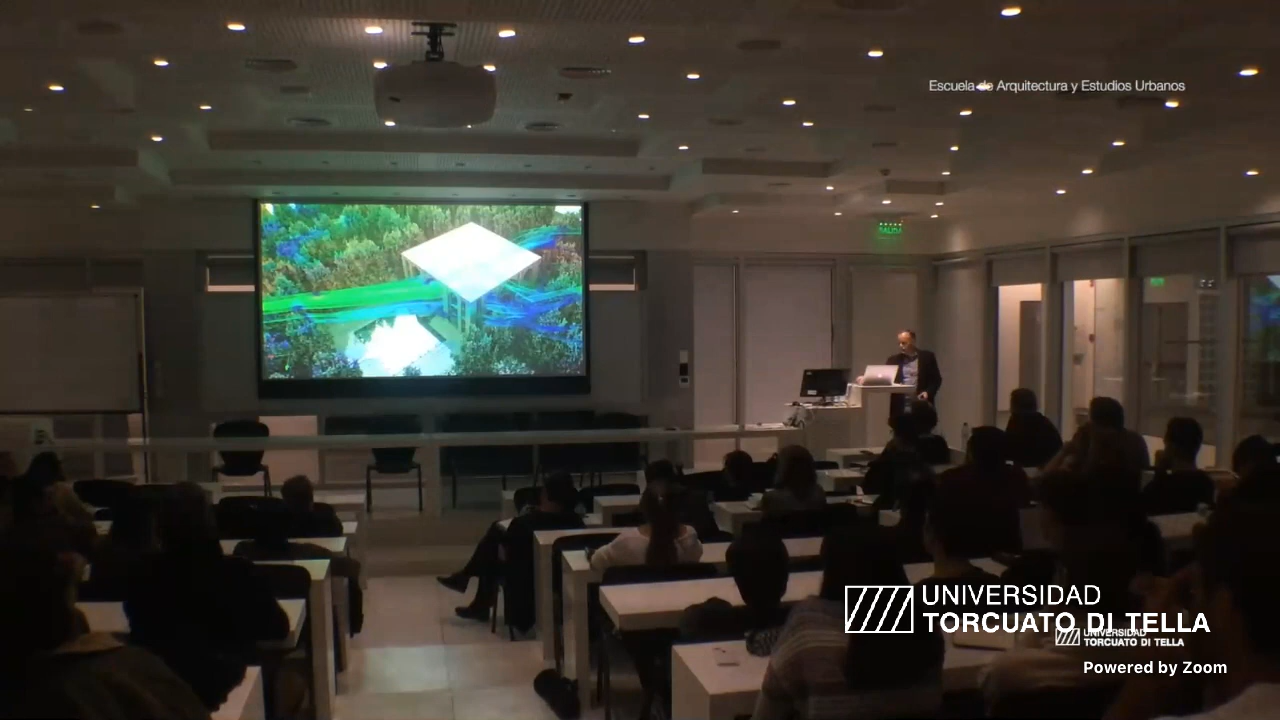 Escuela de Arquitectura y Estudios Urbanos
SALIDA
UNIVERSIDAD
TORCUATO DI TELLA
UNIVERSIDAD
TORCUATO DI TELLA
Powered by Zoom